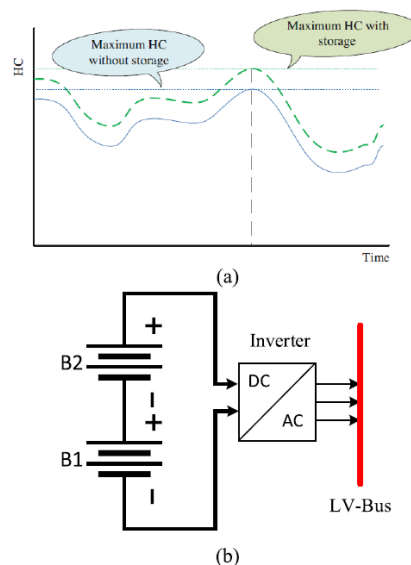 Maximum HC
without storage
Maximum HC with
storage
HC
Time
(a)
+
B2
Inverter
DC
−
+
AC
B1
−
LV-Bus
(b)